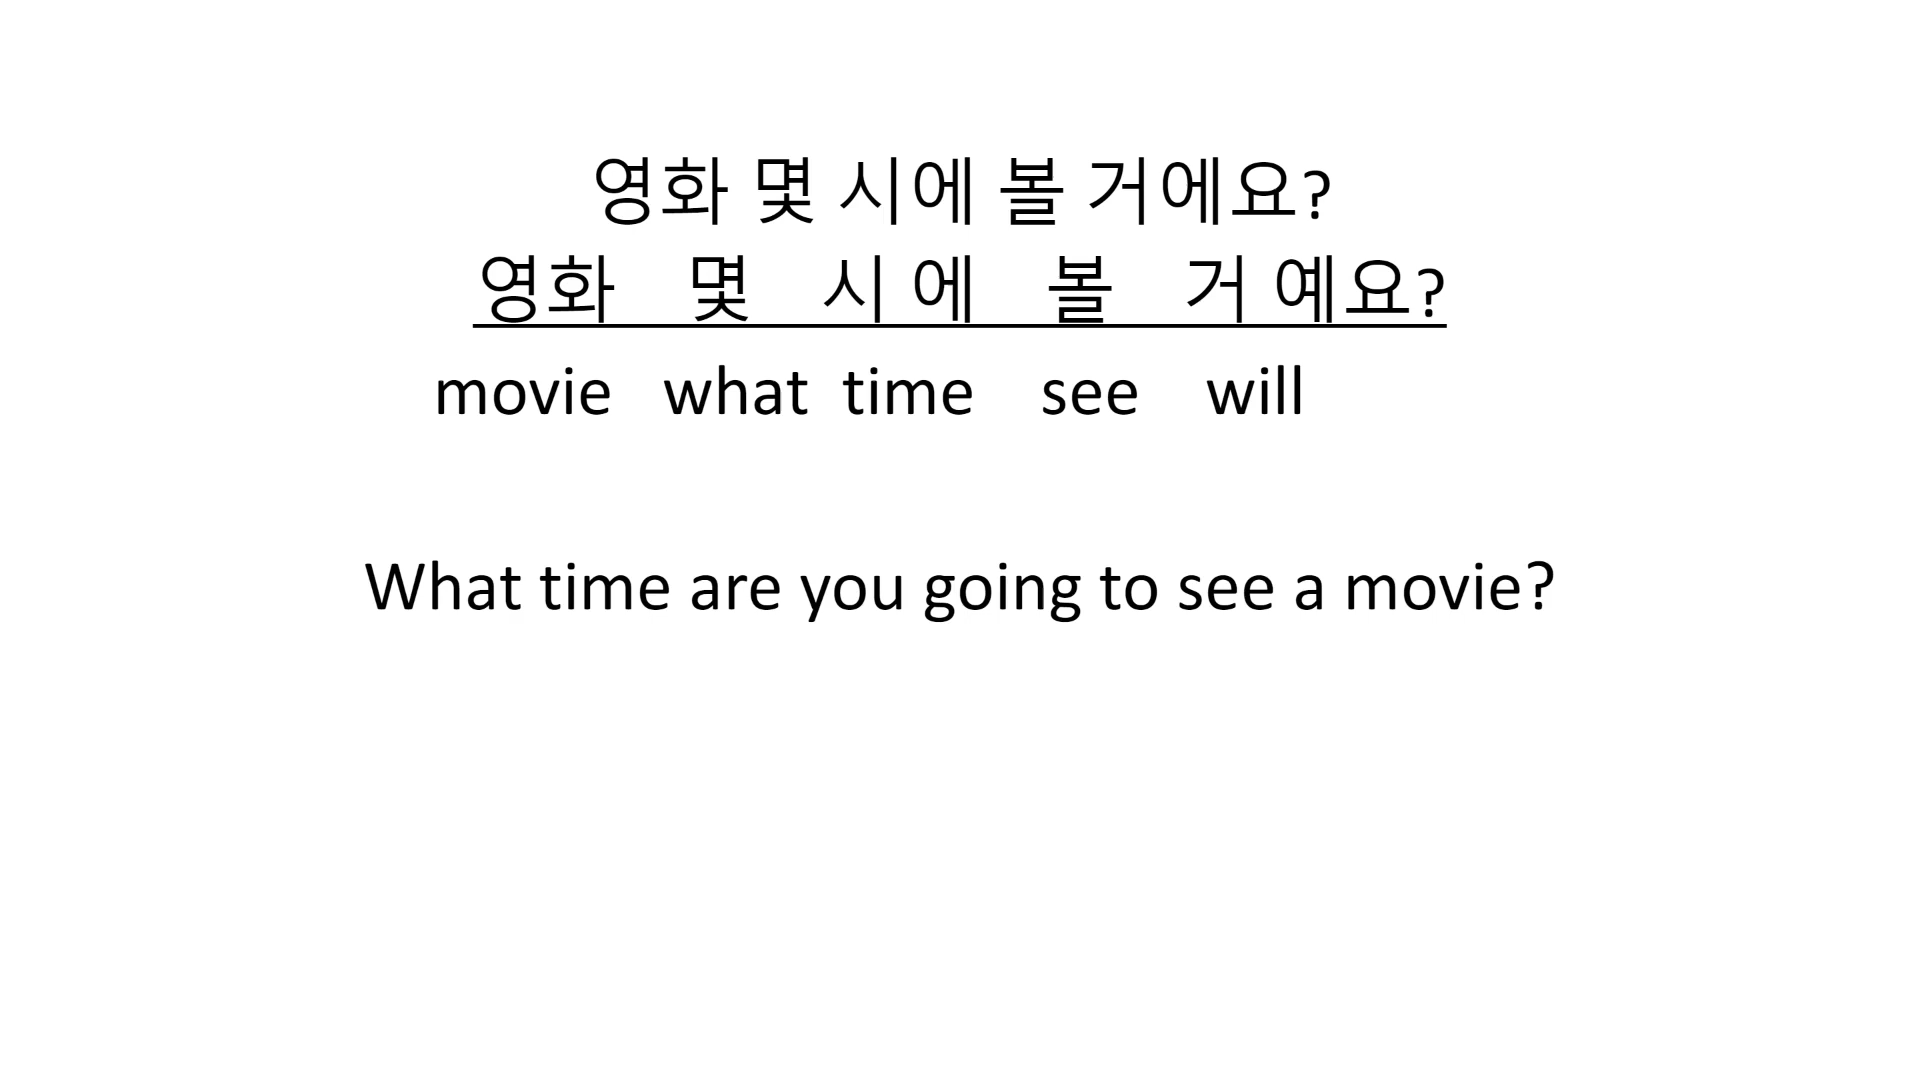 영화 몇 시에 볼 거에요?
영화 몇 시 에 볼 거 예요?
movie what time see will
What time are you going to see a movie?